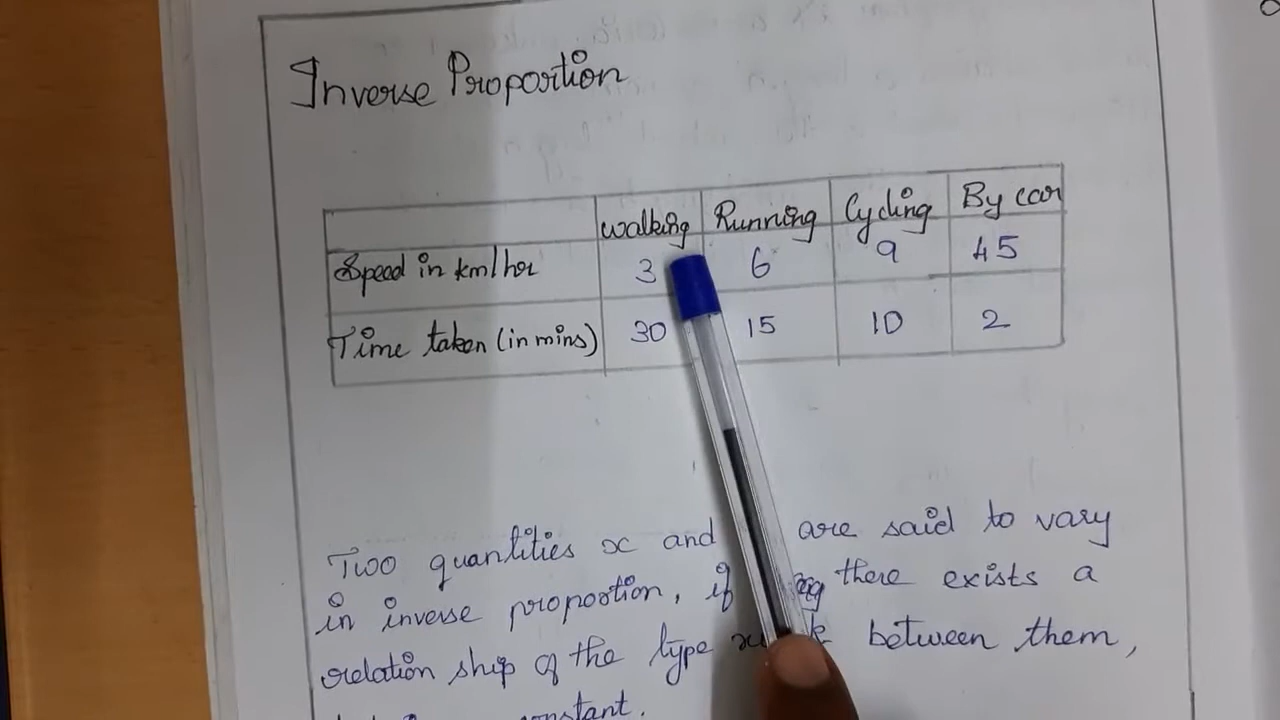 Inverse Proportion
Walking Running Cycling By car
Speed in km/hr 3 6 9 45
Time taken (in mins) 30 15 10 2
Two quantities x and are said to vary
in inverse proportion, if there exists a
relation ship of the type k between them,
constant.